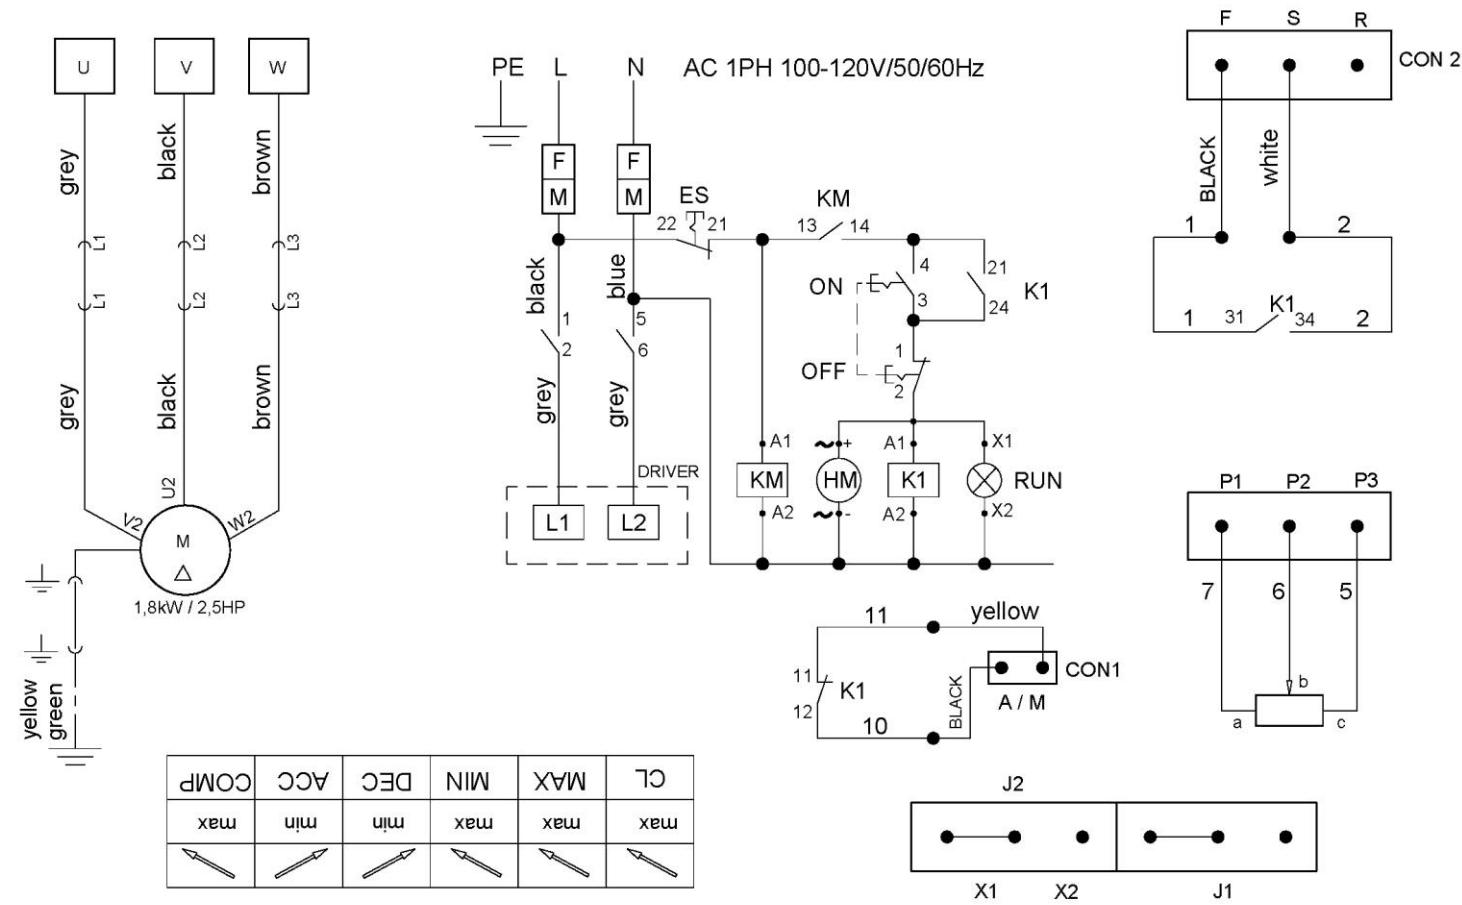 U V W
grey
black
brown
L1 L2 L3
L1 L2 L3
grey
black
brown
V2 U2 W2
M
1,8kW / 2,5HP
yellow
green
PE L N AC 1PH 100-120V/50/60Hz
F F
M M
ES
22 21
KM
13 14
black
blue
1
2
5
6
grey
grey
ON
4
3
21
24
K1
OFF
1
2
DRIVER
L1 L2
A1 + A1 X1
KM HM K1 RUN
A2 - A2 X2
11 yellow
11
K1
12
10
BLACK
CON1
A / M
F S R
CON 2
BLACK
white
1 2
K1
1 31 34 2
P1 P2 P3
7 6 5
b
a c
J2
X1 X2 J1
COMP ACC DEC MIN MAX CL
max min min max max max